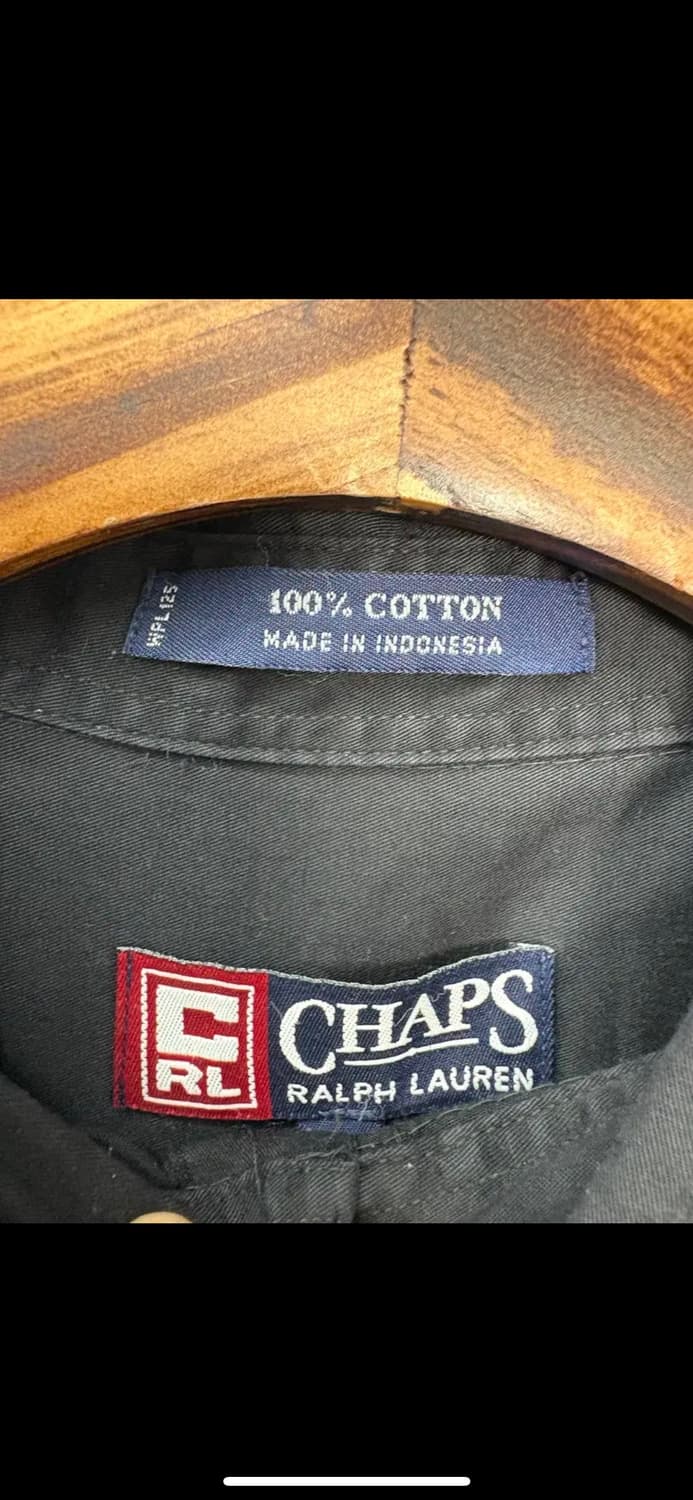 WPL 125
100% COTTON
MADE IN INDONESIA
C
RL
CHAPS
RALPH LAUREN